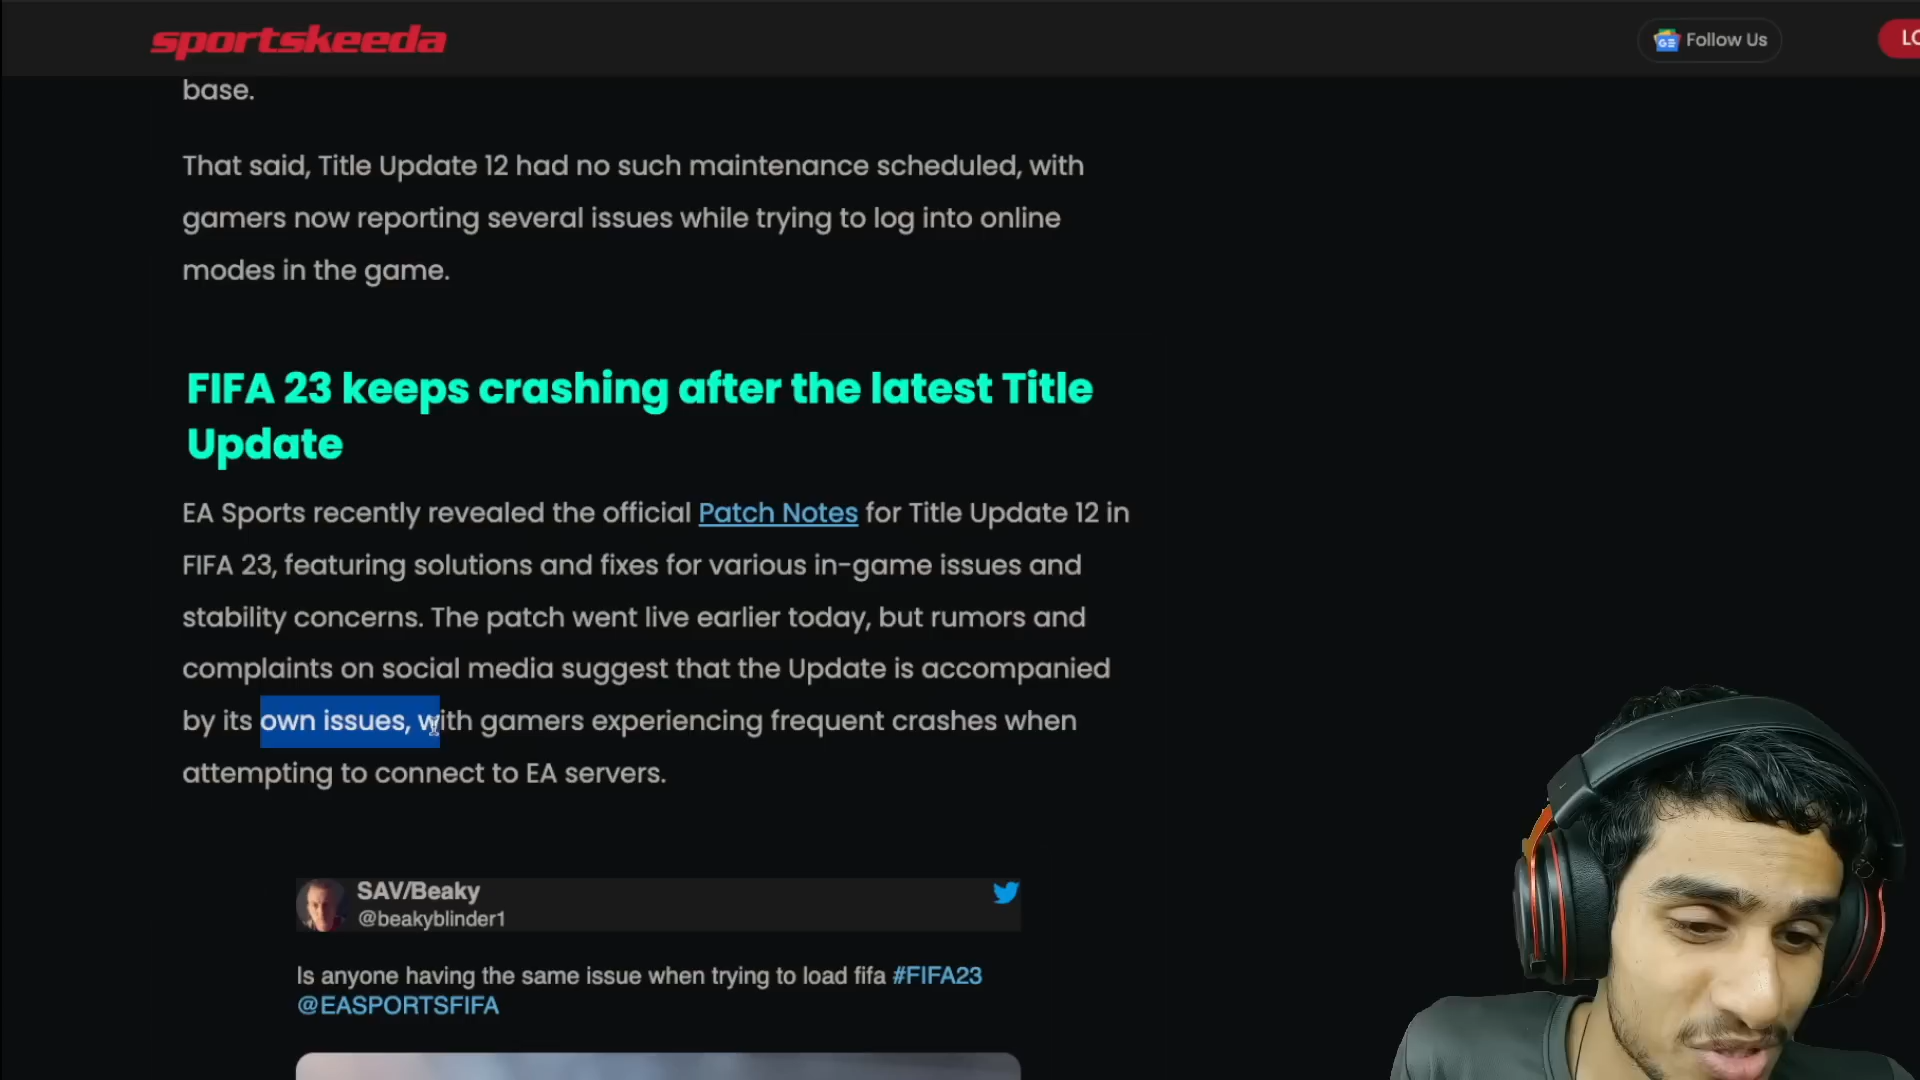 sportskeeda
Follow Us
LO
base.
That said, Title Update 12 had no such maintenance scheduled, with
gamers now reporting several issues while trying to log into online
modes in the game.
FIFA 23 keeps crashing after the latest Title
Update
EA Sports recently revealed the official Patch Notes for Title Update 12 in
FIFA 23, featuring solutions and fixes for various in-game issues and
stability concerns. The patch went live earlier today, but rumors and
complaints on social media suggest that the Update is accompanied
by its own issues, with gamers experiencing frequent crashes when
attempting to connect to EA servers.
SAV/Beaky
@beakyblinder1
Is anyone having the same issue when trying to load fifa #FIFA23
@EASPORTSFIFA